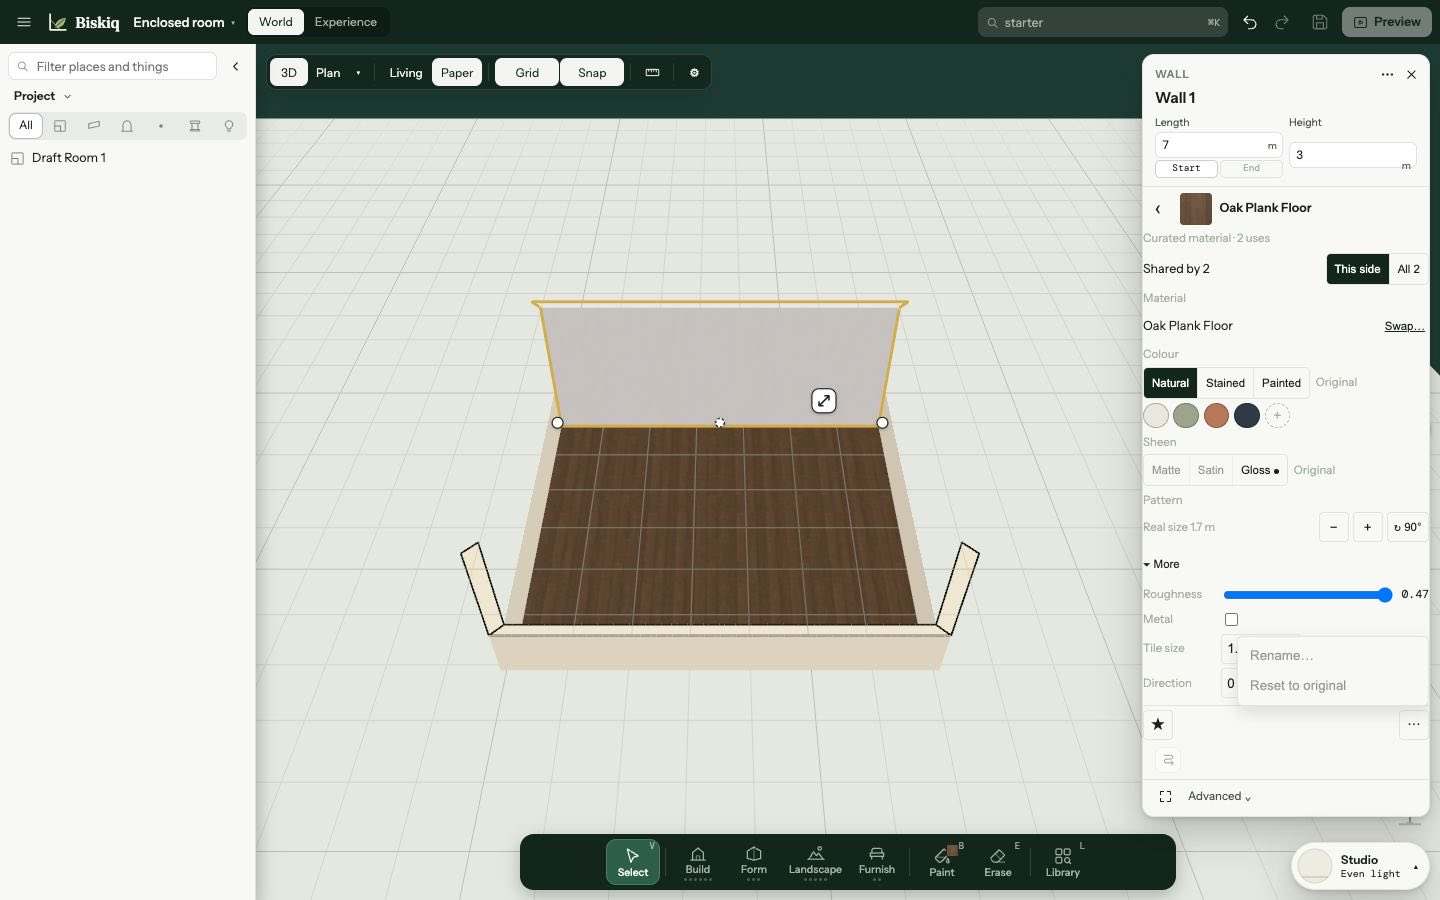 Biskiq
Enclosed room
World
Experience
starter
⌘K
Preview
Filter places and things
Project
All
Draft Room 1
3D
Plan
Living
Paper
Grid
Snap
WALL
Wall 1
Length
Height
7 m
3 m
Start
End
Oak Plank Floor
Curated material · 2 uses
Shared by 2
This side
All 2
Material
Oak Plank Floor
Swap...
Colour
Natural
Stained
Painted
Original
+
Sheen
Matte
Satin
Gloss
Original
Pattern
Real size 1.7 m
−
+
↻ 90°
More
Roughness
0.47
Metal
Tile size
1.
Rename...
Direction
0
Reset to original
Advanced
V
Select
Build
Form
Landscape
Furnish
B
Paint
E
Erase
L
Library
Studio
Even light